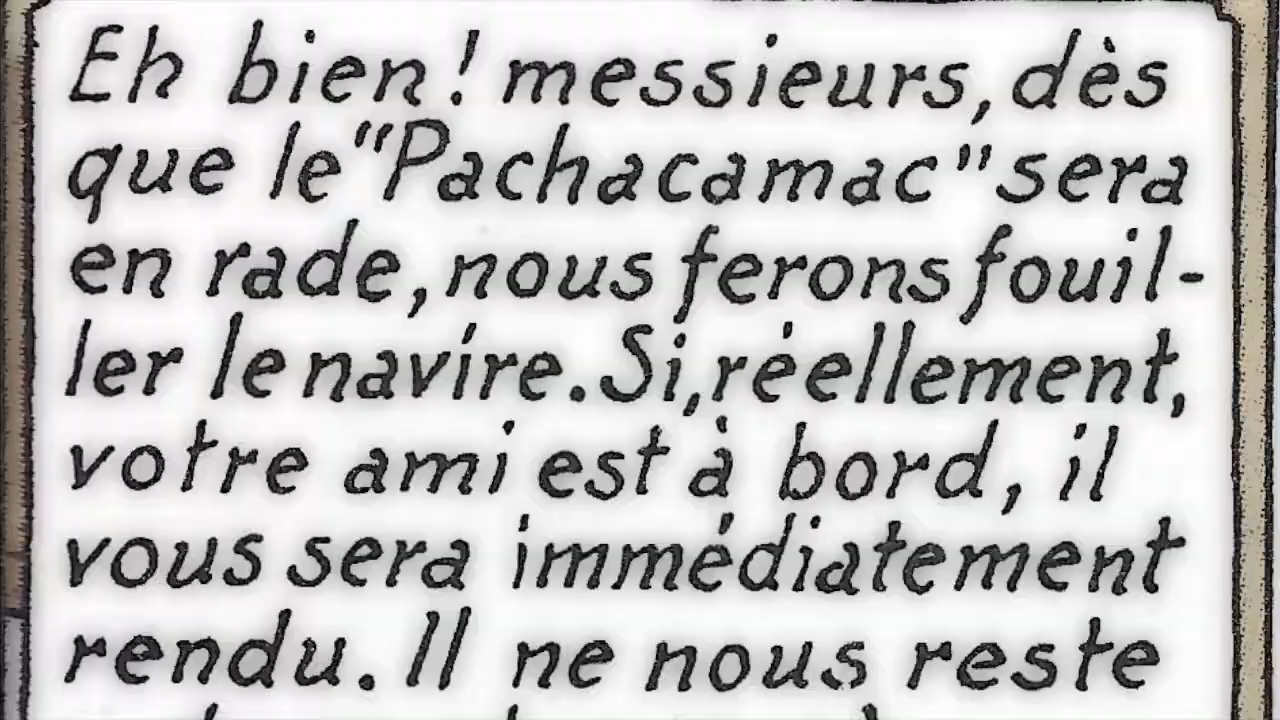 Eh bien! messieurs, dès
que le "Pachacamac" sera
en rade, nous ferons fouil-
ler le navire. Si, réellement,
votre ami est à bord, il
vous sera immédiatement
rendu. Il ne nous reste